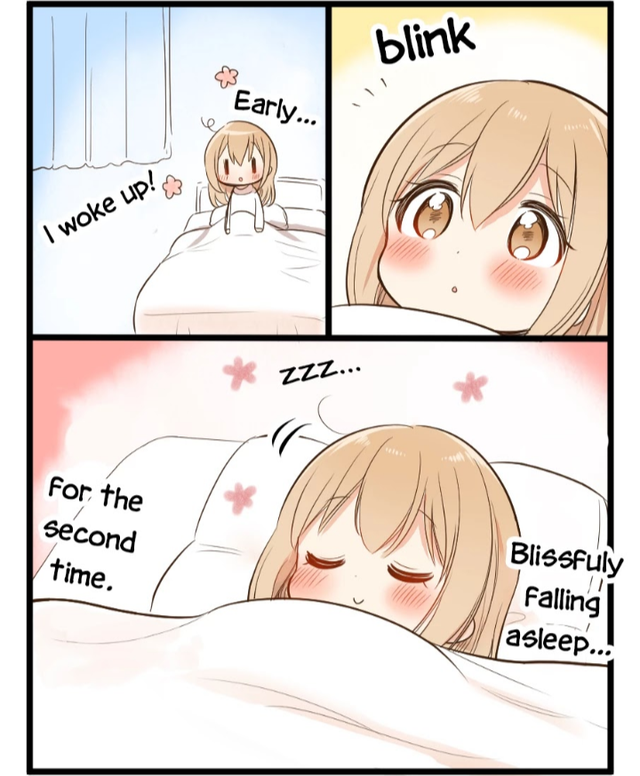 blink
Early...
I woke up!
zzz...
Blissfuly
falling
asleep...
For the
second
time.